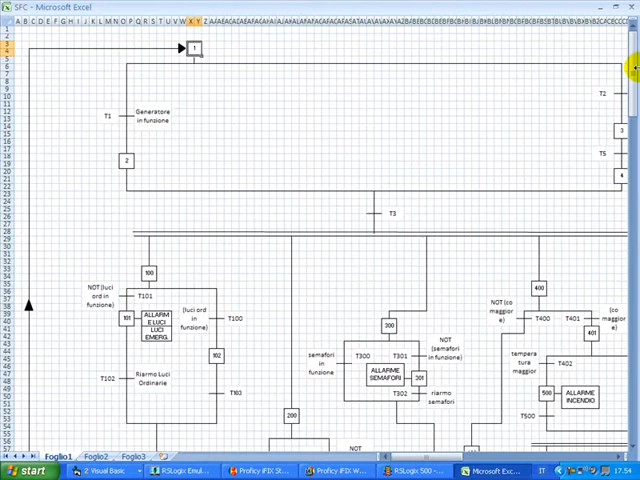 SFC - Microsoft Excel
1
T1
Generatore
in funzione
T2
2
3
T5
4
T3
100
NOT (luci
ord in
funzione)
T101
101
ALLARM
E LUCI
LUCI
EMERG.
(luci ord
in
funzione)
T100
102
T102
Riarmo Luci
Ordinarie
T103
200
NOT
300
semafori
in
funzione
T300
T301
NOT
(semafori
in funzione)
ALLARME
SEMAFORI
301
T302
riarmo
semafori
400
NOT (co
maggior
e)
T400
T401
(co
maggior
e)
401
tempera
tura
maggior
T402
500
ALLARME
INCENDIO
T500
Foglio1 Foglio2 Foglio3
start
2 Visual Basic
RSLogix Emul...
Proficy iFIX St...
Proficy iFIX W...
RSLogix 500 - ...
Microsoft Exc...
IT
17.54